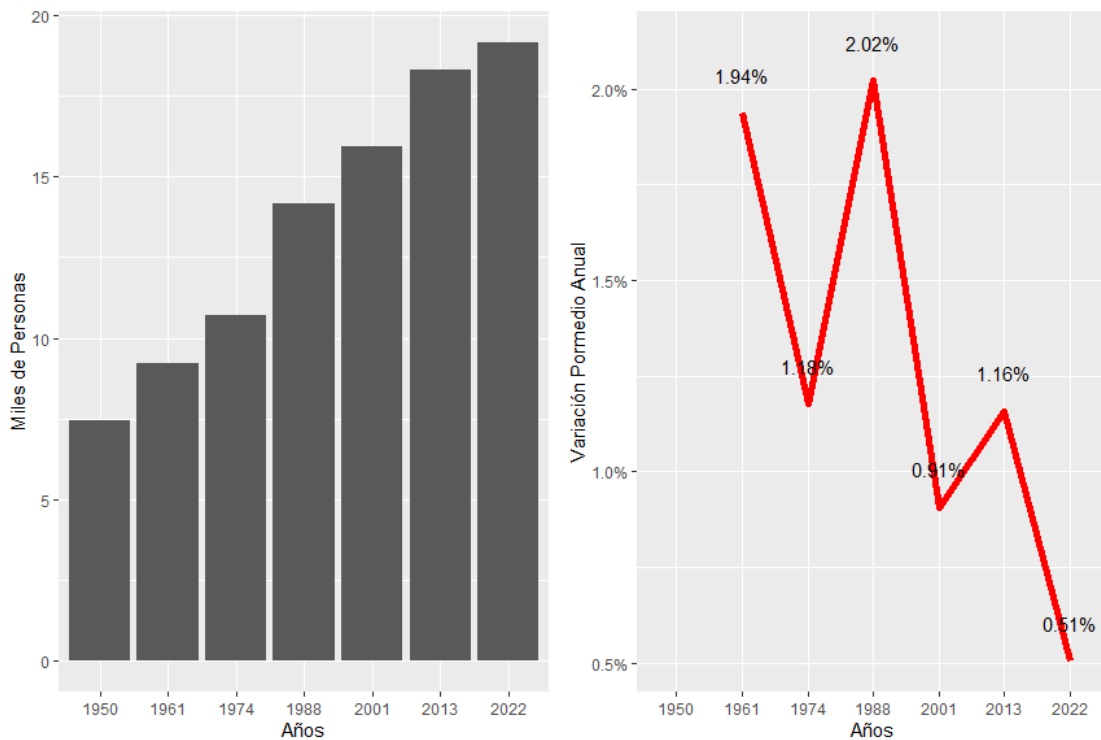 Miles de Personas
20
15
10
5
0
1950 1961 1974 1988 2001 2013 2022
Años
Variación Pormedio Anual
2.0%
1.5%
1.0%
0.5%
1.94%
1.18%
2.02%
0.91%
1.16%
0.51%
1950 1961 1974 1988 2001 2013 2022
Años